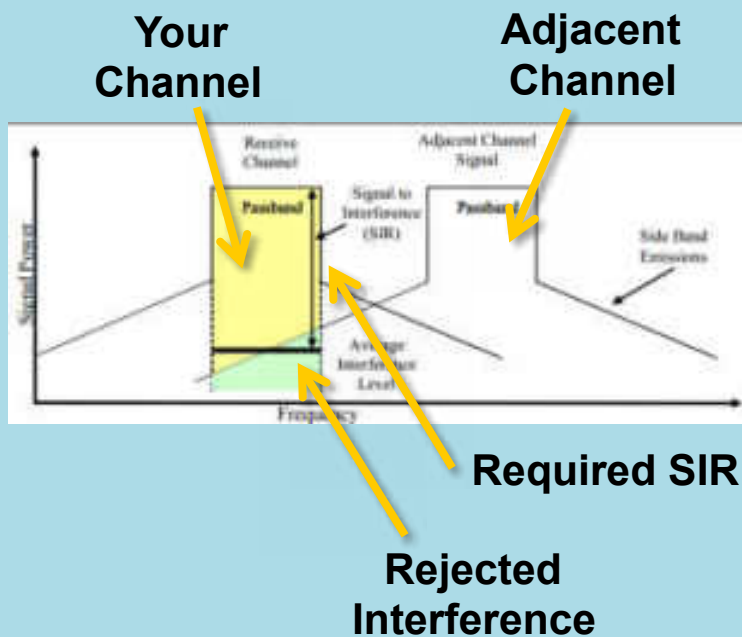 Your
Channel
Adjacent
Channel
Receive
Channel
Adjacent Channel
Signal
Passband
Signal to
Interference
(SIR)
Passband
Side Band
Emissions
Signal Power
Average
Interference
Level
Frequency
Required SIR
Rejected
Interference